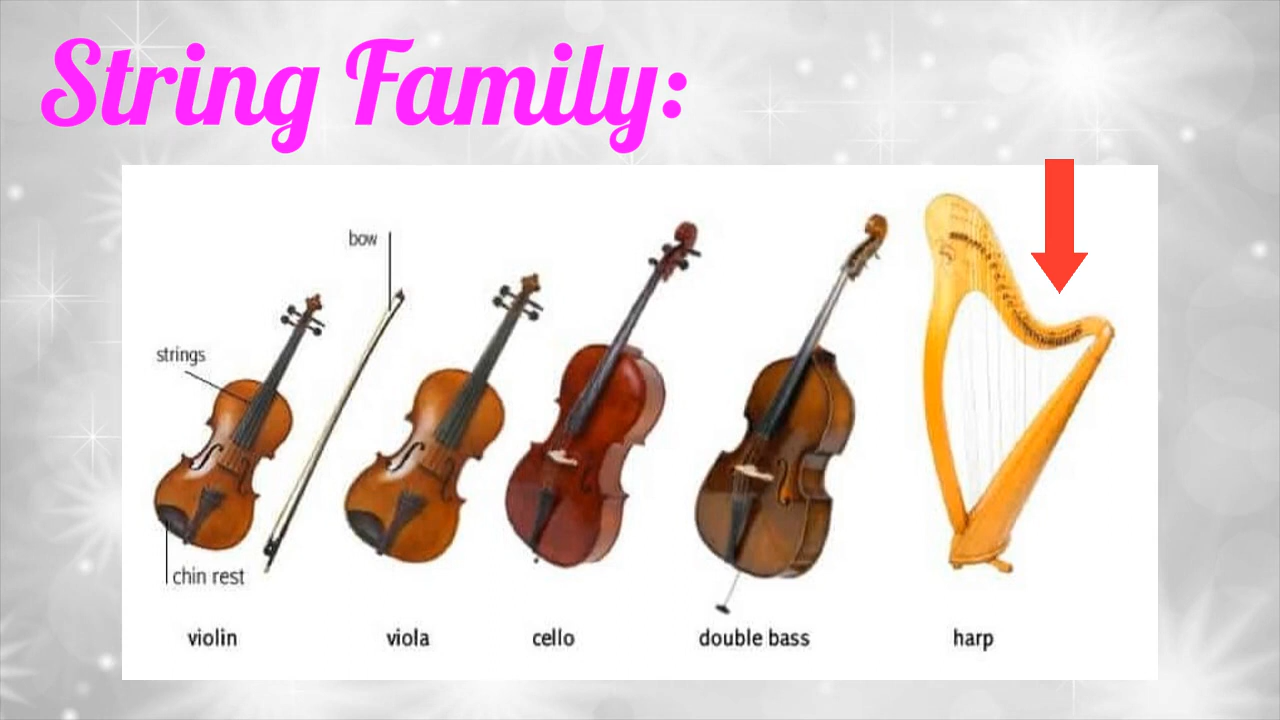 String Family:
bow
strings
chin rest
violin
viola
cello
double bass
harp